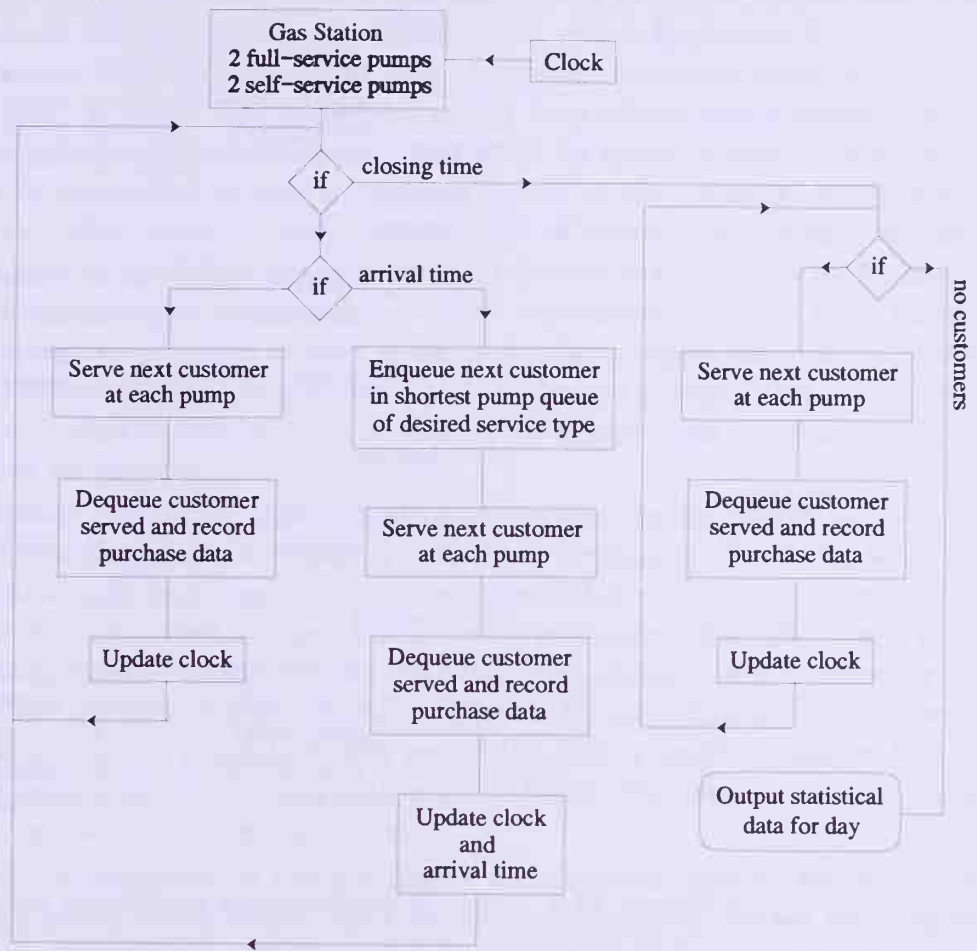 Gas Station
2 full-service pumps
2 self-service pumps
Clock
if
closing time
if
arrival time
if
no customers
Serve next customer
at each pump
Dequeue customer
served and record
purchase data
Update clock
Enqueue next customer
in shortest pump queue
of desired service type
Serve next customer
at each pump
Dequeue customer
served and record
purchase data
Update clock
and
arrival time
Serve next customer
at each pump
Dequeue customer
served and record
purchase data
Update clock
Output statistical
data for day